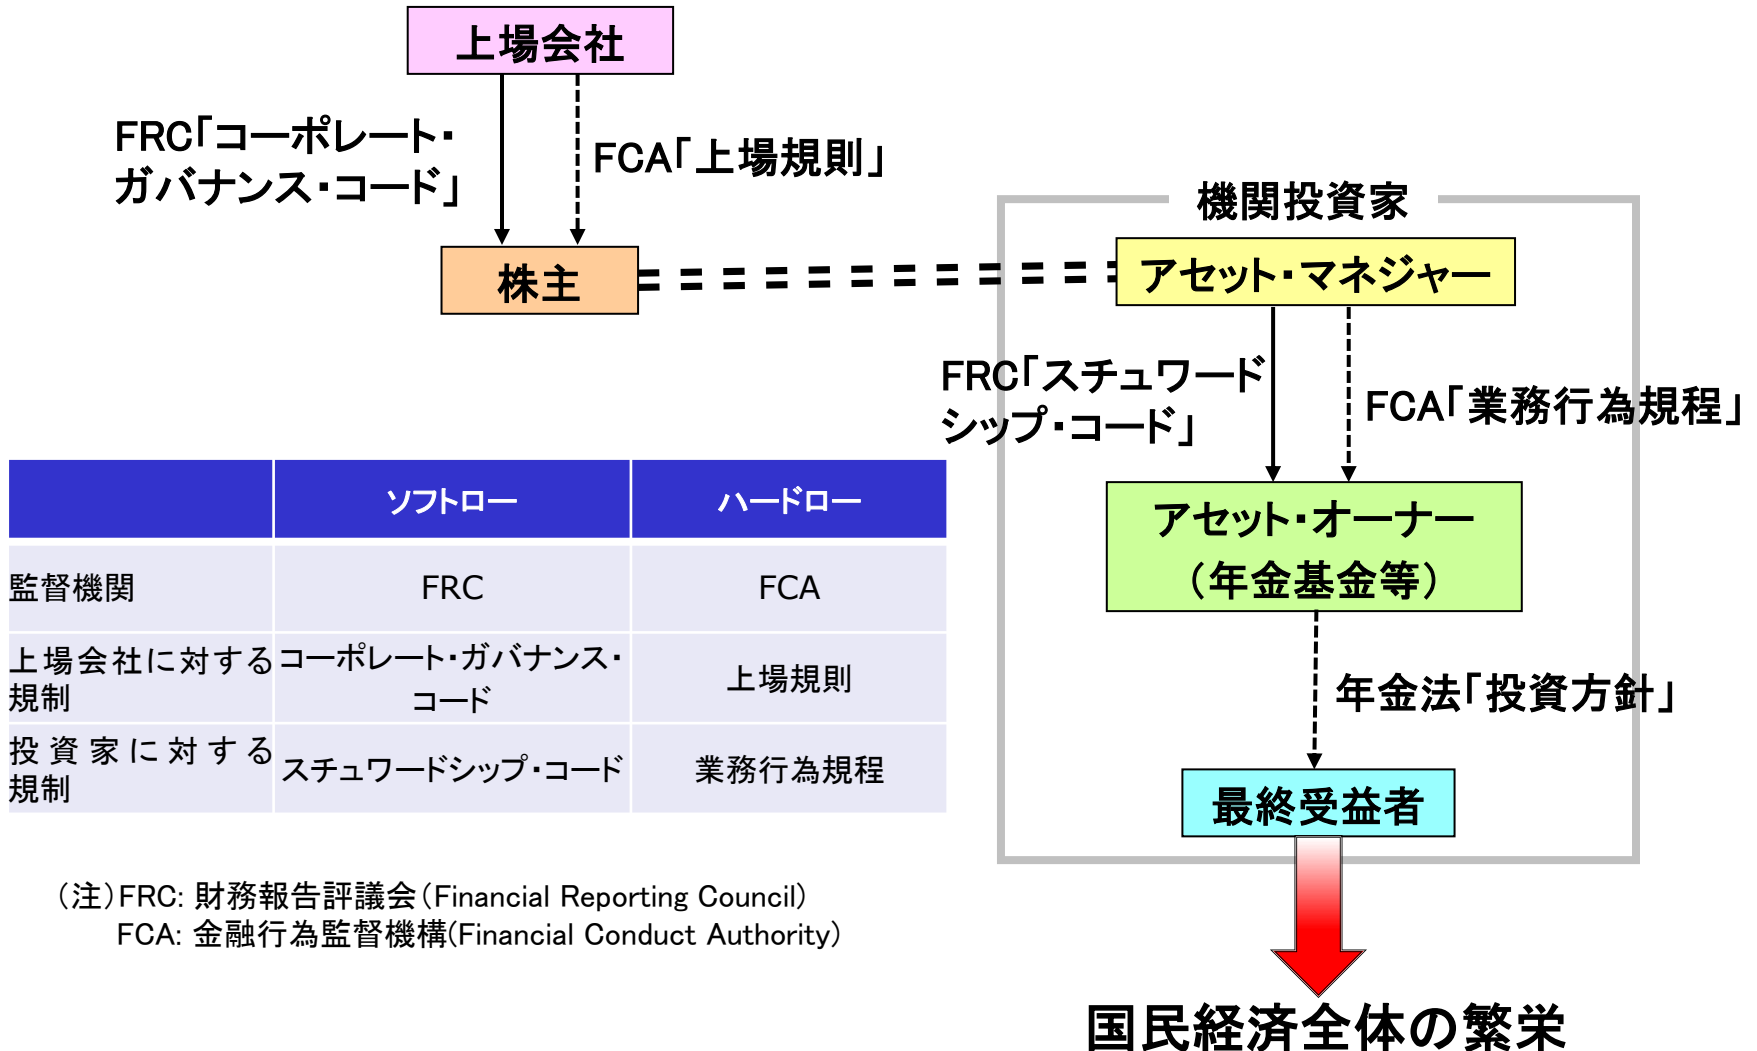 上場会社
FRC「コーポレート・
ガバナンス・コード」
FCA「上場規則」
株主
機関投資家
アセット・マネジャー
FRC「スチュワード
シップ・コード」
FCA「業務行為規程」
アセット・オーナー
(年金基金等)
年金法「投資方針」
最終受益者
国民経済全体の繁栄
ソフトロー ハードロー
監督機関 FRC FCA
上場会社に対する
規制
コーポレート・ガバナンス・
コード
上場規則
投資家に対する
規制
スチュワードシップ・コード 業務行為規程
(注)FRC: 財務報告評議会(Financial Reporting Council)
FCA: 金融行為監督機構(Financial Conduct Authority)